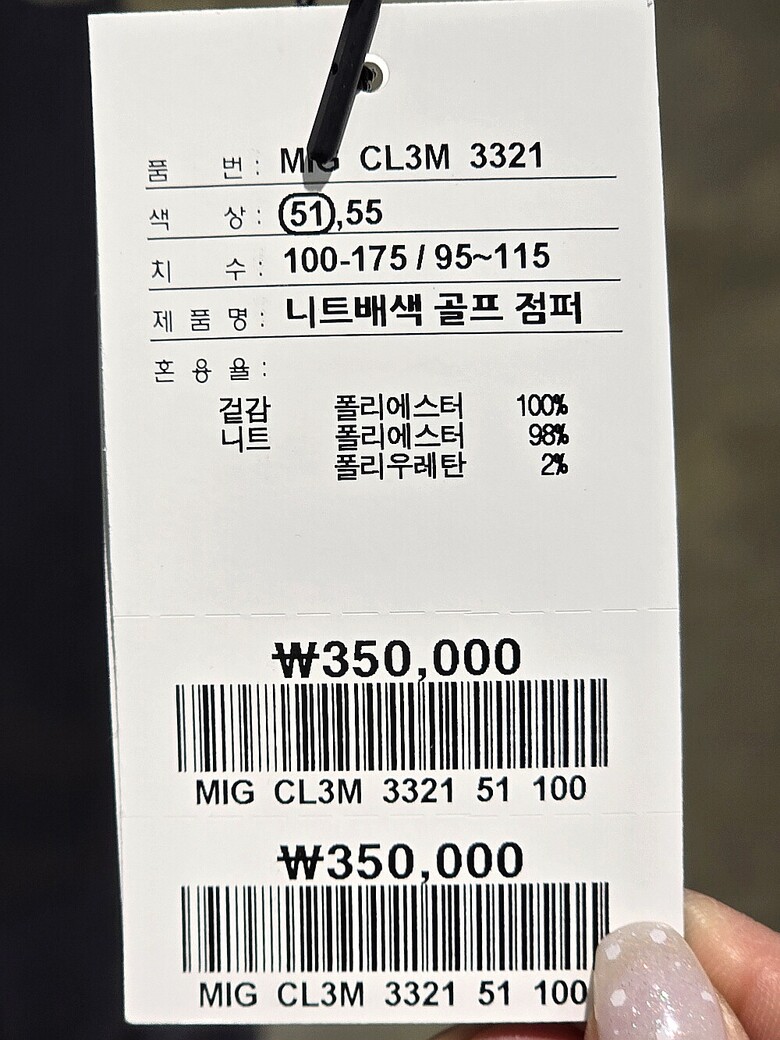 품 번 : MIG CL3M 3321
색 상 : 51,55
치 수 : 100-175 / 95~115
제 품 명 : 니트배색 골프 점퍼
혼 용 율 :
겉감 폴리에스터 100%
니트 폴리에스터 98%
폴리우레탄 2%
₩350,000
MIG CL3M 3321 51 100
₩350,000
MIG CL3M 3321 51 100